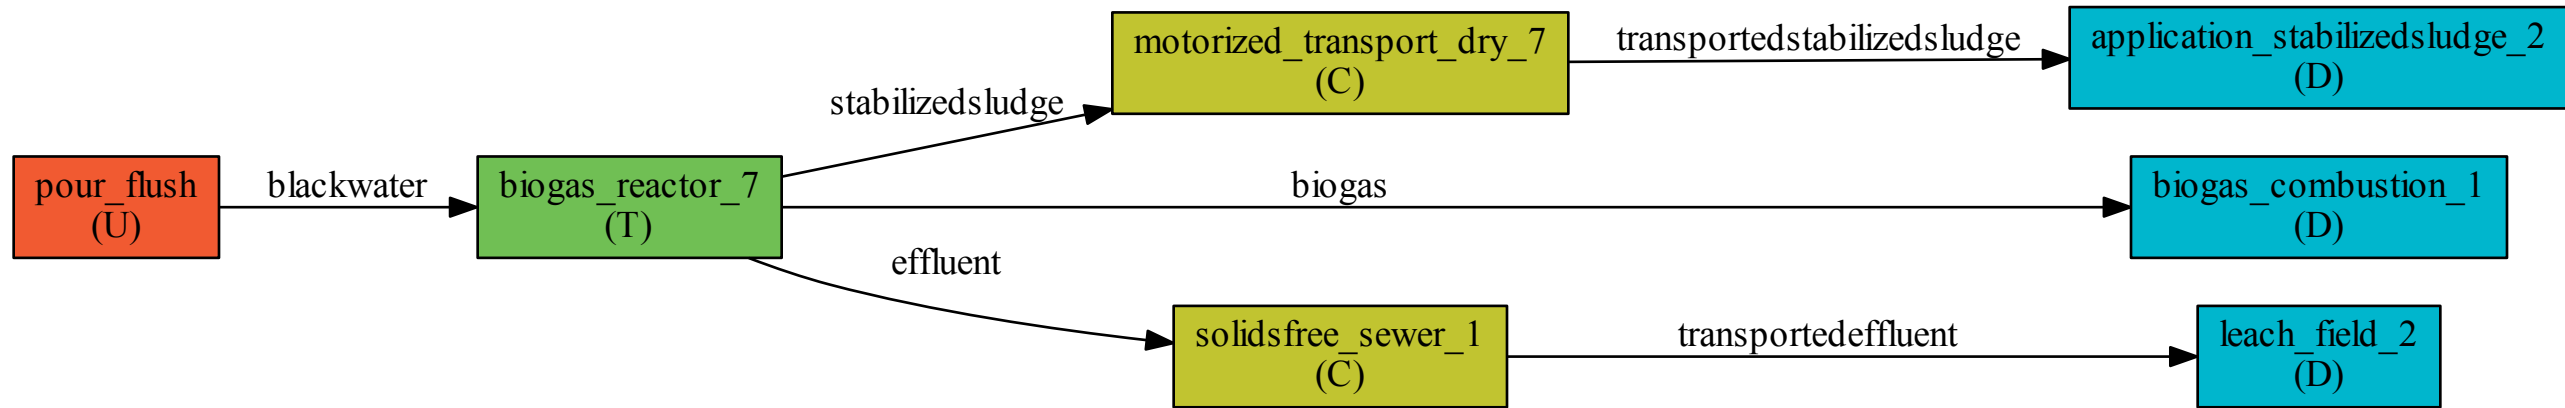 motorized_transport_dry_7
(C)
transportedstabilizedsludge
application_stabilizedsludge_2
(D)
stabilizedsludge
pour_flush
(U)
blackwater
biogas_reactor_7
(T)
biogas
biogas_combustion_1
(D)
effluent
solidsfree_sewer_1
(C)
transportedeffluent
leach_field_2
(D)